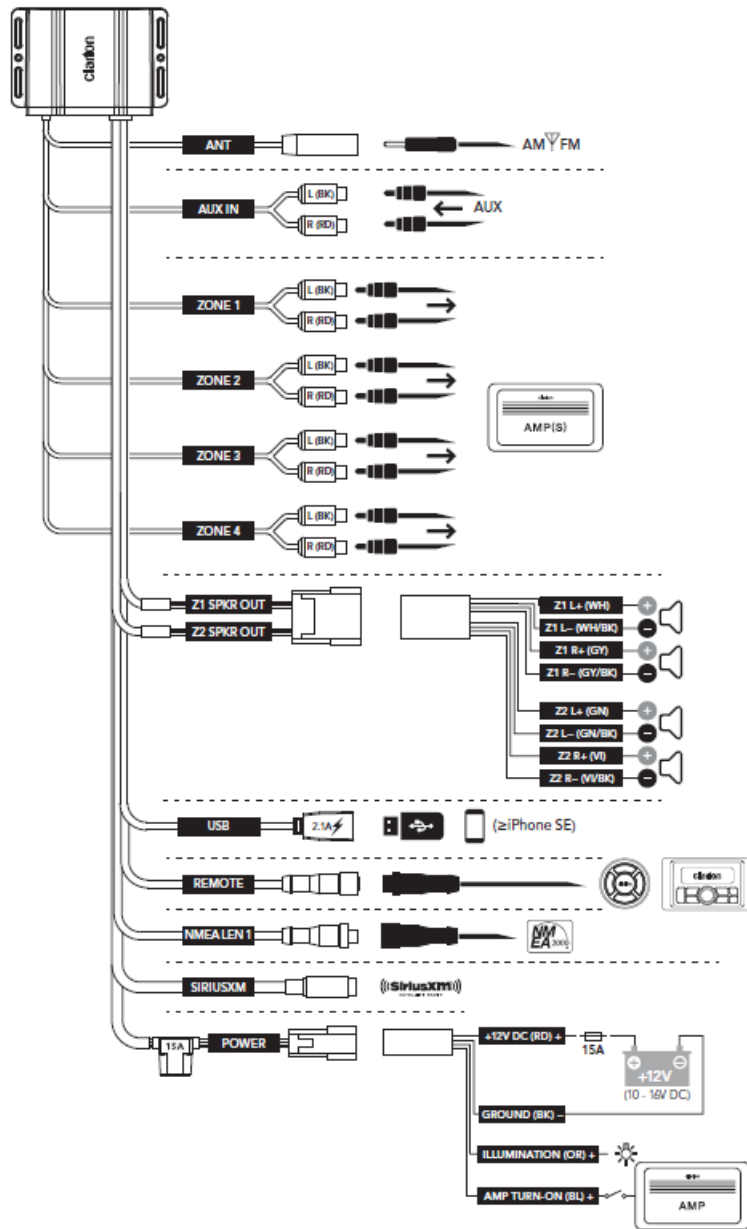 clarion
ANT
AM FM
AUX IN
L (BK)
R (RD)
AUX
ZONE 1
L (BK)
R (RD)
ZONE 2
L (BK)
R (RD)
clarion
AMP(S)
ZONE 3
L (BK)
R (RD)
ZONE 4
L (BK)
R (RD)
Z1 SPKR OUT
Z2 SPKR OUT
Z1 L+ (WH)
Z1 L− (WH/BK)
Z1 R+ (GY)
Z1 R− (GY/BK)
Z2 L+ (GN)
Z2 L− (GN/BK)
Z2 R+ (VI)
Z2 R− (VI/BK)
USB
2.1A
(≥iPhone SE)
REMOTE
clarion
NMEA LEN 1
NMEA 2000
SIRIUSXM
((SiriusXM))
15A
POWER
+12V DC (RD) +
15A
+12V
(10 - 16V DC)
GROUND (BK) −
ILLUMINATION (OR) +
AMP TURN-ON (BL) +
AMP